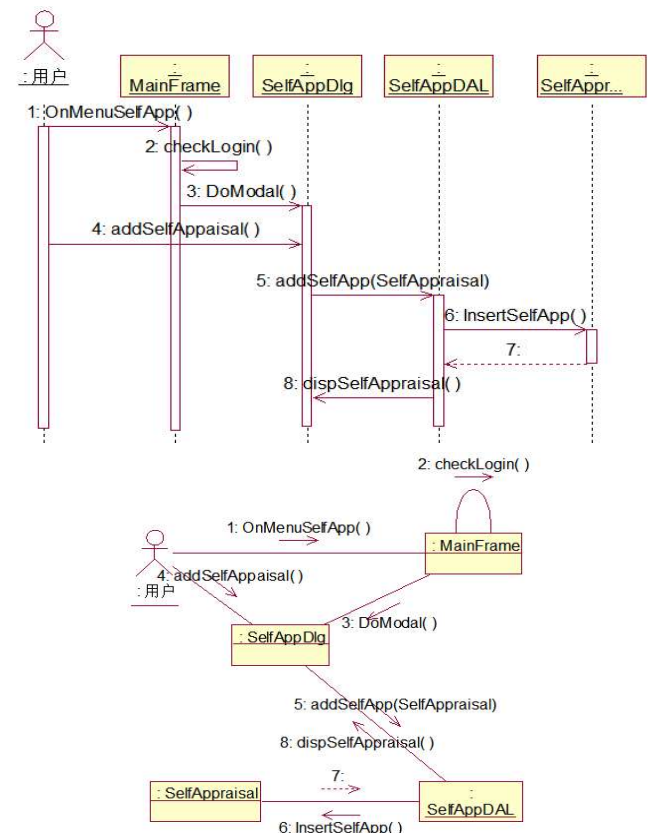 : 用户
:
MainFrame
:
SelfAppDlg
:
SelfAppDAL
:
SelfAppr...
1: OnMenuSelfApp( )
2: checkLogin( )
3: DoModal( )
4: addSelfAppaisal( )
5: addSelfApp(SelfAppraisal)
6: InsertSelfApp( )
7:
8: dispSelfAppraisal( )
2: checkLogin( )
1: OnMenuSelfApp( )
: MainFrame
4: addSelfAppaisal( )
: 用户
3: DoModal( )
: SelfAppDlg
5: addSelfApp(SelfAppraisal)
8: dispSelfAppraisal( )
7:
: SelfAppraisal
:
SelfAppDAL
6: InsertSelfApp( )